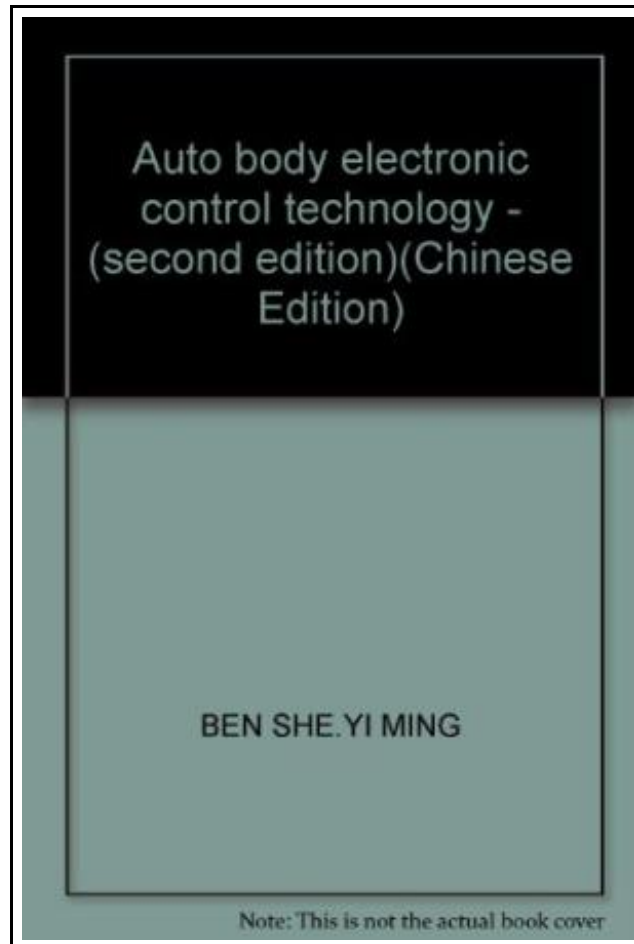 Auto body electronic
control technology -
(second edition)(Chinese
Edition)
BEN SHE.YI MING
Note: This is not the actual book cover